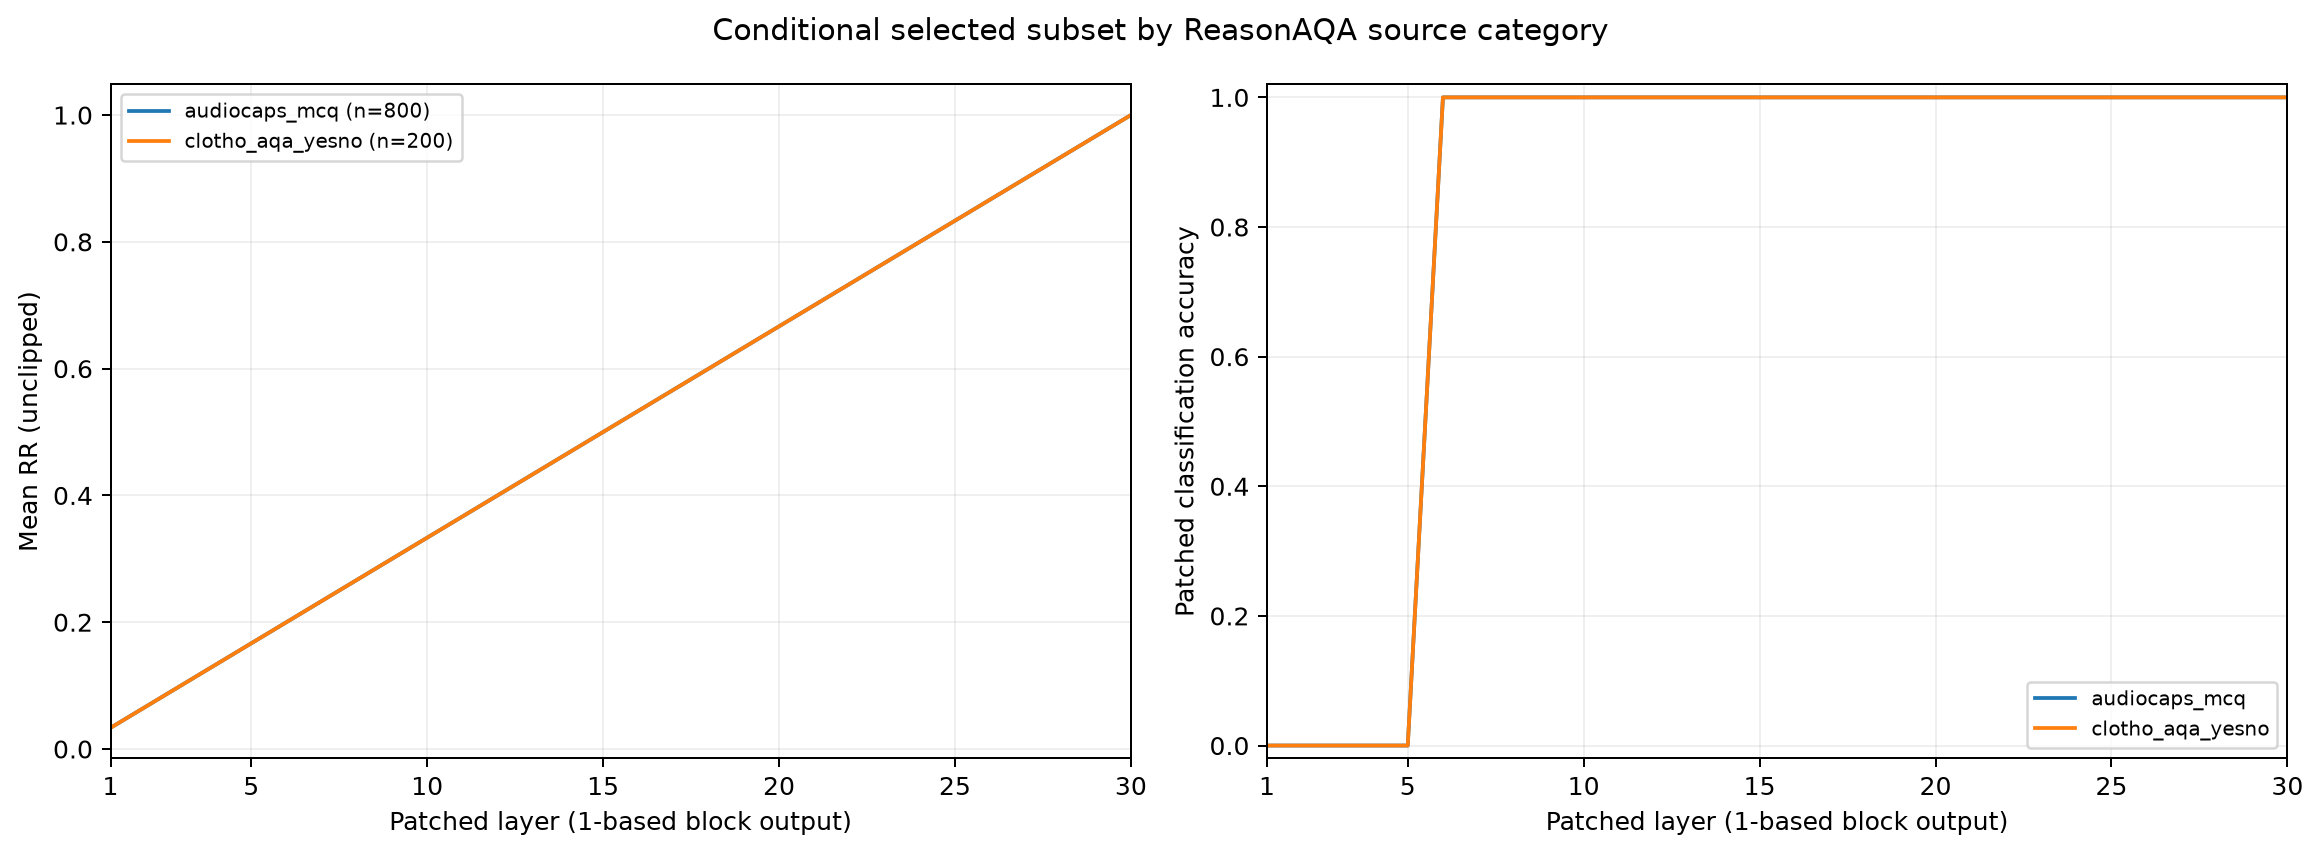 Conditional selected subset by ReasonAQA source category
audiocaps_mcq (n=800)
clotho_aqa_yesno (n=200)
Mean RR (unclipped)
1.0
0.8
0.6
0.4
0.2
0.0
1 5 10 15 20 25 30
Patched layer (1-based block output)
Patched classification accuracy
1.0
0.8
0.6
0.4
0.2
0.0
audiocaps_mcq
clotho_aqa_yesno
1 5 10 15 20 25 30
Patched layer (1-based block output)